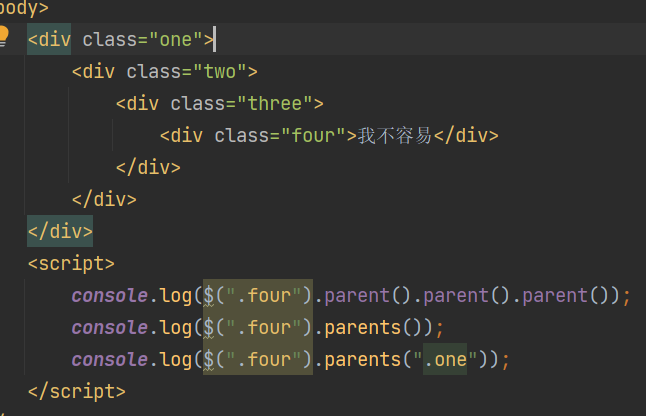 body>
<div class="one">
<div class="two">
<div class="three">
<div class="four">我不容易</div>
</div>
</div>
</div>
<script>
console.log($(".four").parent().parent().parent());
console.log($(".four").parents());
console.log($(".four").parents(".one"));
</script>